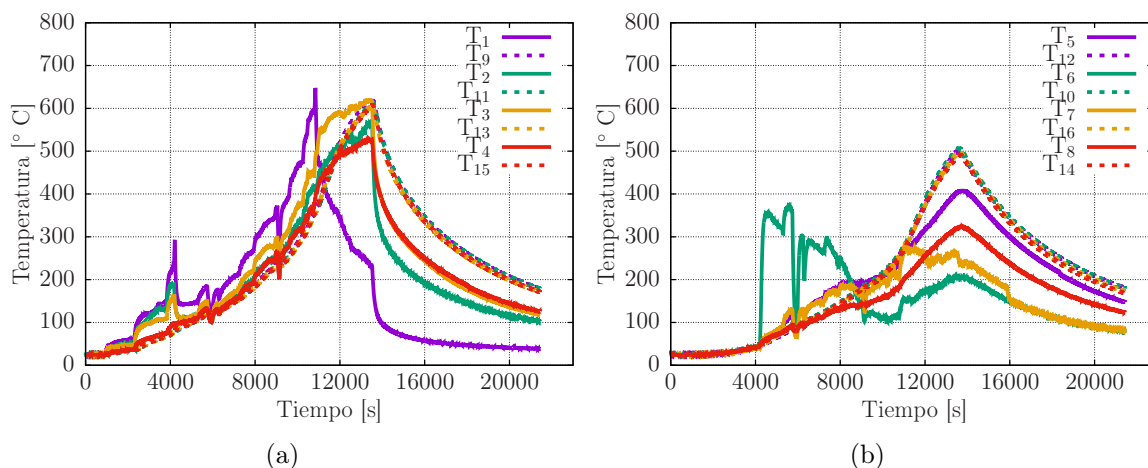 800
700
600
500
400
300
200
100
0
Temperatura [° C]
0 4000 8000 12000 16000 20000
Tiempo [s]
T1
T9
T2
T11
T3
T13
T4
T15
(a)
800
700
600
500
400
300
200
100
0
Temperatura [° C]
0 4000 8000 12000 16000 20000
Tiempo [s]
T5
T12
T6
T10
T7
T16
T8
T14
(b)